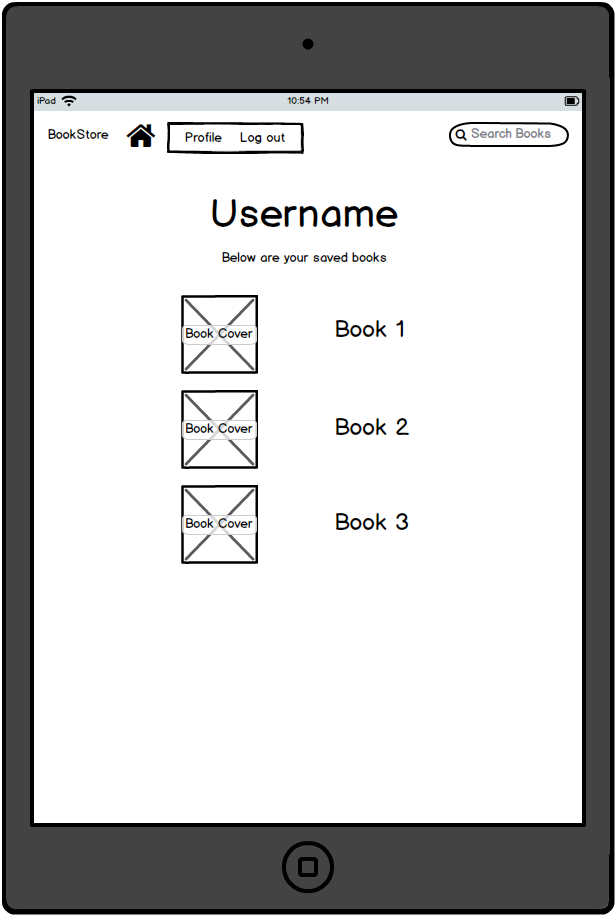 iPad 10:54 PM
BookStore Profile Log out Search Books
Username
Below are your saved books
Book Cover Book 1
Book Cover Book 2
Book Cover Book 3